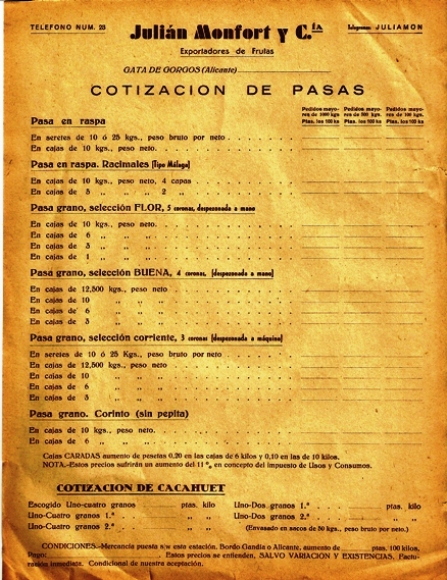 TELEFONO NUM. 28
Julián Monfort y C.ía
Telegramas: JULIAMON
Exportadores de Frutas
GATA DE GORGOS (Alicante)
COTIZACION DE PASAS
Pedidos mayores de 1000 kgs Ptas. los 100 ks
Pedidos mayores de 500 kgs. Ptas. los 100 ks
Pedidos mayores de 100 kgs. Ptas. los 100 ks
Pasa en raspa
En seretes de 10 ó 25 kgs., peso bruto por neto
En cajas de 10 kgs., peso neto.
Pasa en raspa. Racimales [Tipo Málaga]
En cajas de 10 kgs., peso neto, 4 capas
En cajas de 5 „ „ 2 „
Pasa grano, selección FLOR, 5 coronas, despezonada a mano
En cajas de 10 kgs., peso neto.
En cajas de 6 „ „ „
En cajas de 3 „ „ „
En cajas de 1 „ „ „
Pasa grano, selección BUENA, 4 coronas, [despezonada a mano]
En cajas de 12,500 kgs., peso neto
En cajas de 10 „ „ „
En cajas de 6 „ „ „
En cajas de 3 „ „ „
Pasa grano, selección corriente, 3 coronas [despezonada a máquina]
En seretes de 10 ó 25 Kgs., peso bruto por neto
En cajas de 12,500 kgs., peso neto
En cajas de 10 „ „ „
En cajas de 6 „ „ „
En cajas de 3 „ „ „
Pasa grano. Corinto (sin pepita)
En cajas de 10 kgs., peso neto.
En cajas de 6 „ „ „
Cajas CARADAS aumento de pesetas 0,20 en las cajas de 6 kilos y 0,10 en las de 10 kilos.
NOTA.-Estos precios sufrirán un aumento del 11 % en concepto del impuesto de Usos y Consumos.
COTIZACION DE CACAHUET
Escogido Uno-cuatro granos ptas. kilo
Uno-Cuatro granos 1.ª „ „
Uno-Cuatro granos 2.ª „ „
Uno-Dos granos 1.ª ptas. kilo
Uno-Dos granos 2.ª „ „
(Envasado en sacos de 50 kgs., peso bruto por neto.)
CONDICIONES.-Mercancía puesta s/w esta estación. Bordo Gandía o Alicante, aumento de ptas. 100 kilos.
Pago: Estos precios se entienden, SALVO VARIACION Y EXISTENCIAS. Facturación inmediata. Condicional de nuestra aceptación.